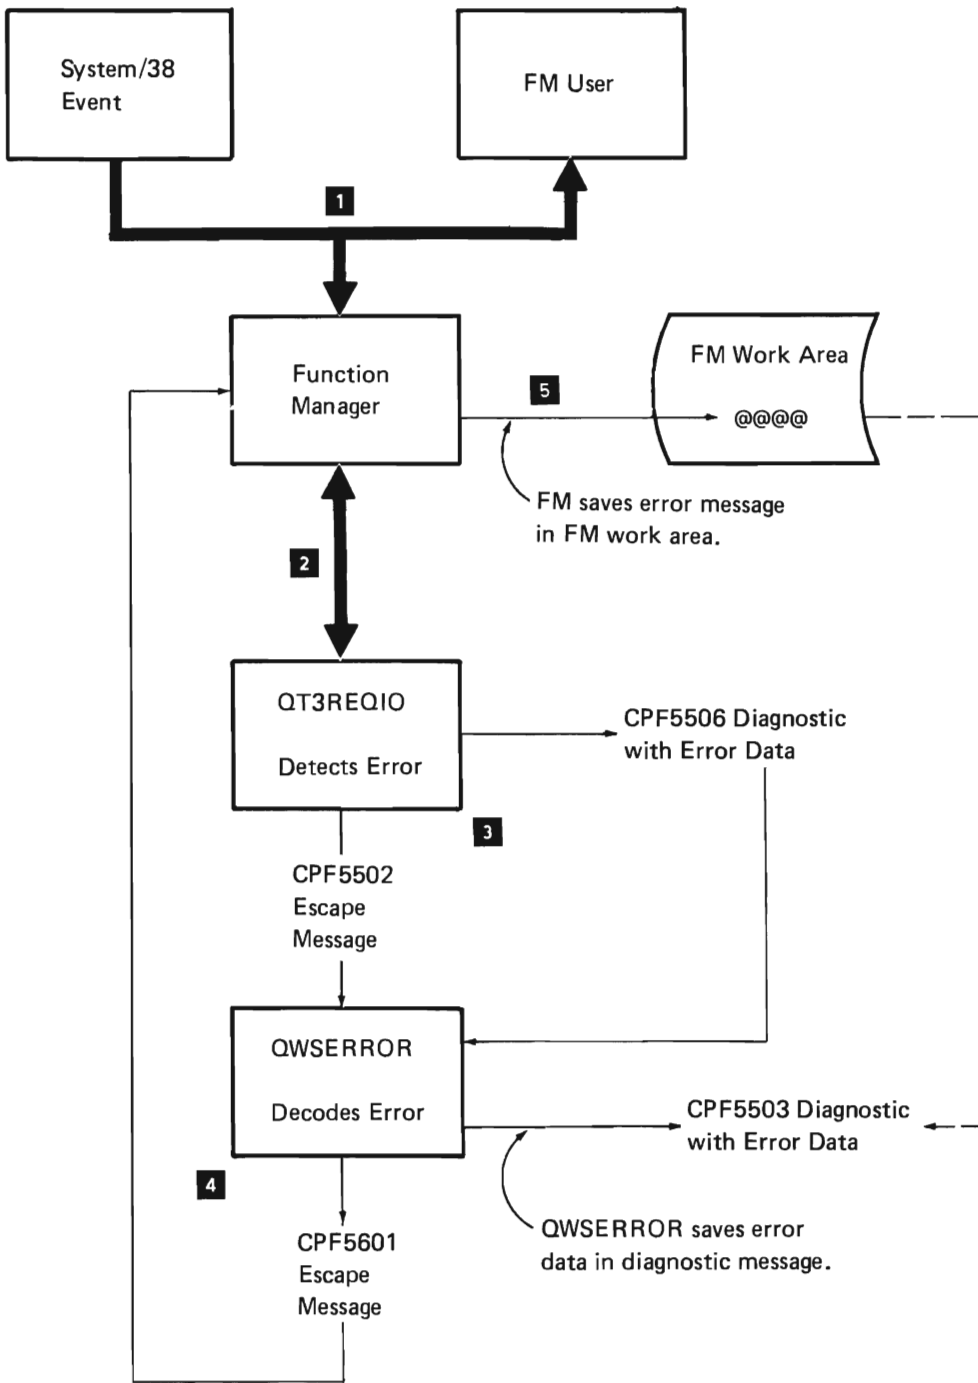 System/38
Event
FM User
1
Function
Manager
5
FM Work Area
@@@@
FM saves error message
in FM work area.
2
QT3REQIO
Detects Error
CPF5506 Diagnostic
with Error Data
3
CPF5502
Escape
Message
QWSERROR
Decodes Error
CPF5503 Diagnostic
with Error Data
4
QWSERROR saves error
data in diagnostic message.
CPF5601
Escape
Message